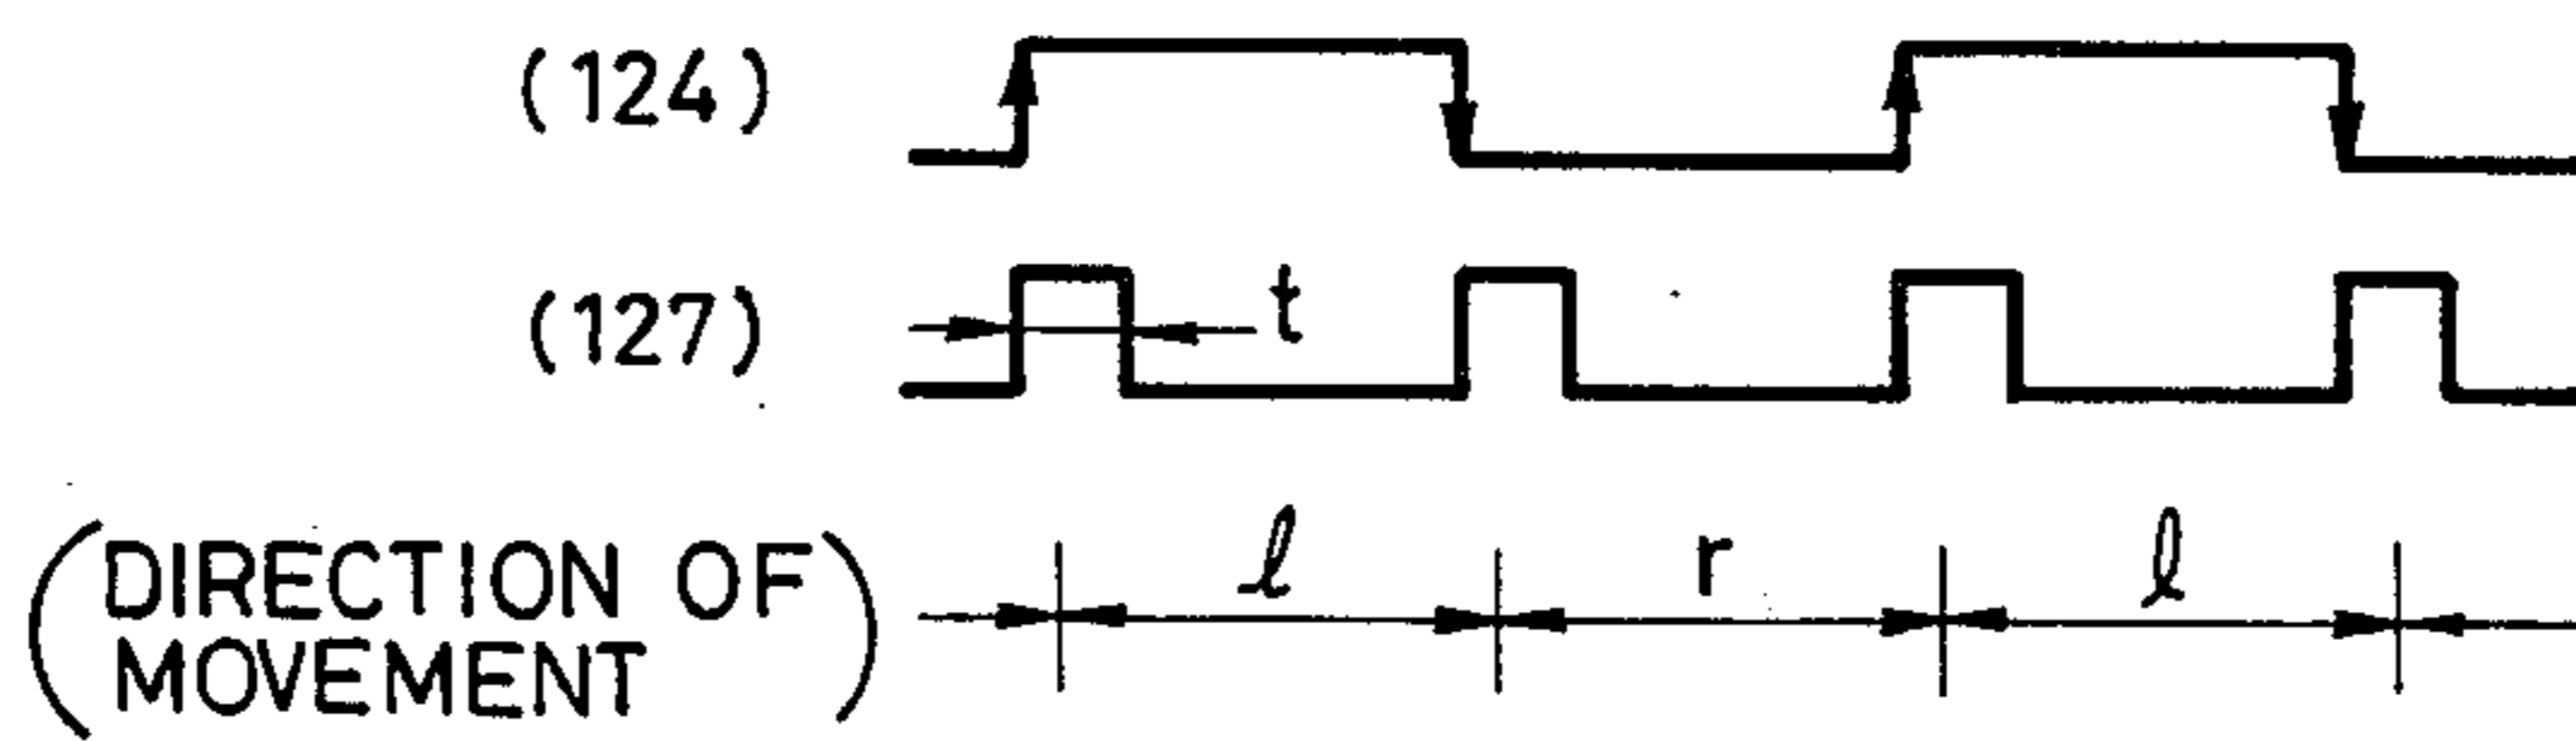 (124)
(127)
t
(DIRECTION OF
MOVEMENT)
l r l